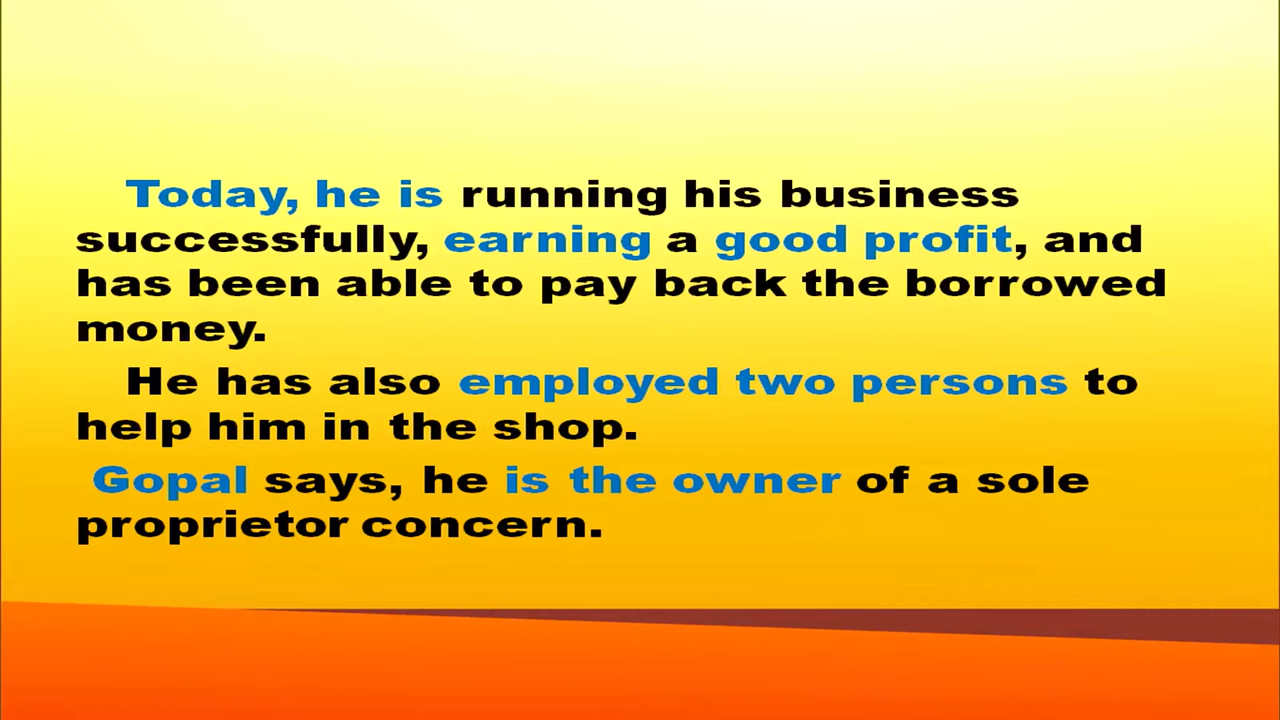 Today, he is running his business
successfully, earning a good profit, and
has been able to pay back the borrowed
money.
He has also employed two persons to
help him in the shop.
Gopal says, he is the owner of a sole
proprietor concern.